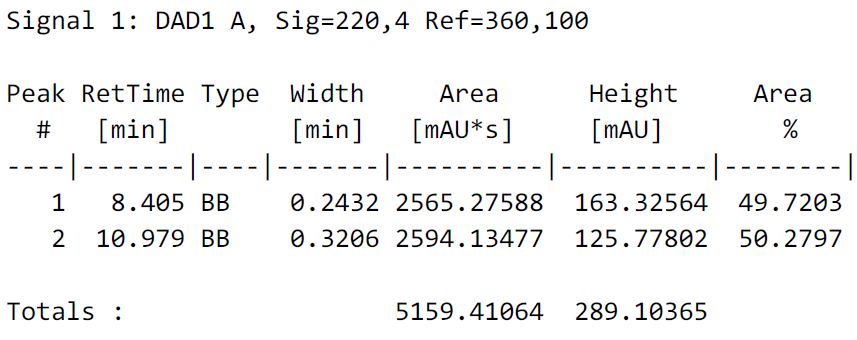 Signal 1: DAD1 A, Sig=220,4 Ref=360,100
Peak RetTime Type  Width     Area      Height     Area
  #   [min]        [min]   [mAU*s]     [mAU]        %
----|-------|----|-------|----------|----------|--------|
   1   8.405 BB    0.2432 2565.27588  163.32564  49.7203
   2  10.979 BB    0.3206 2594.13477  125.77802  50.2797
Totals :                  5159.41064  289.10365